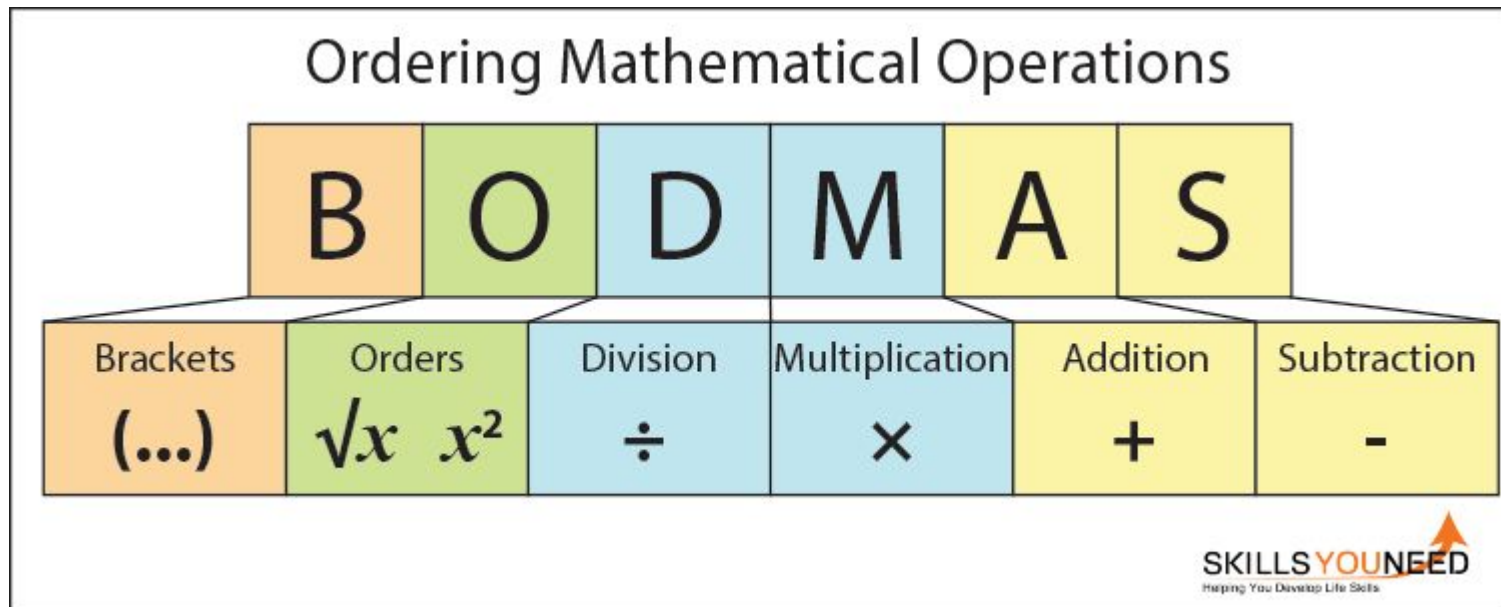 Ordering Mathematical Operations
B O D M A S
Brackets Orders Division Multiplication Addition Subtraction
(...) √x x² ÷ × + -
SKILLSYOUNEED
Helping You Develop Life Skills